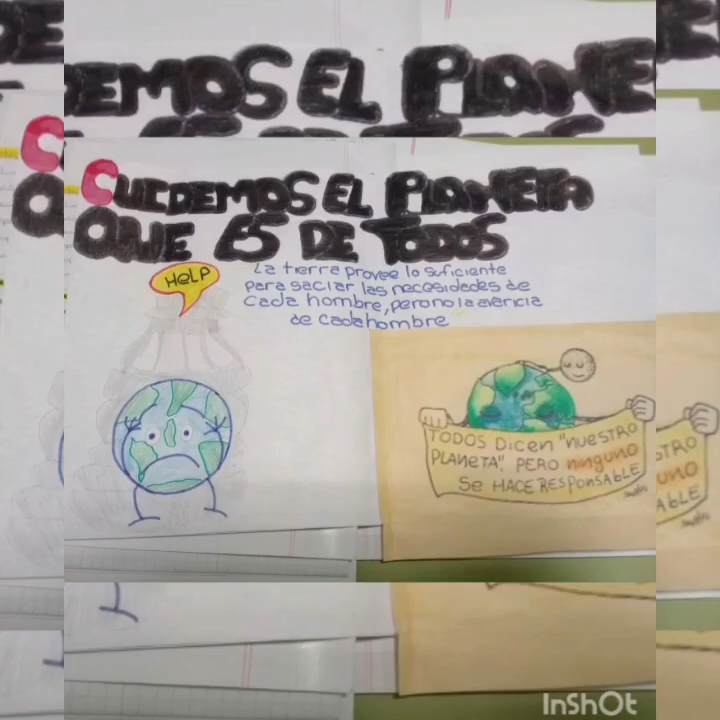 CUIDEMOS EL PLANETA
QUE ES DE TODOS
HELP
La tierra provee lo suficiente
para saciar las necesidades de
cada hombre, pero no la avaricia
de cada hombre
TODOS DICEN "NUESTRO
PLANETA", PERO ninguno
SE HACE RESPONSABLE
InShOt